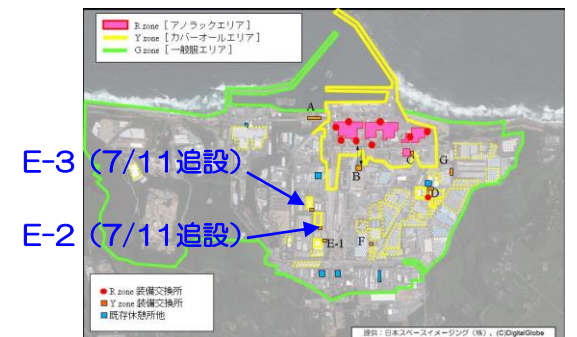 R zone [アノラックエリア]
Y zone [カバーオールエリア]
G zone [一般服エリア]
A
E-3（7/11追設）
B
C
G
D
E-2（7/11追設）
E-1
F
R zone 装備交換所
Y zone 装備交換所
既存休憩所他
提供：日本スペースイメージング（株）、(C)DigitalGlobe